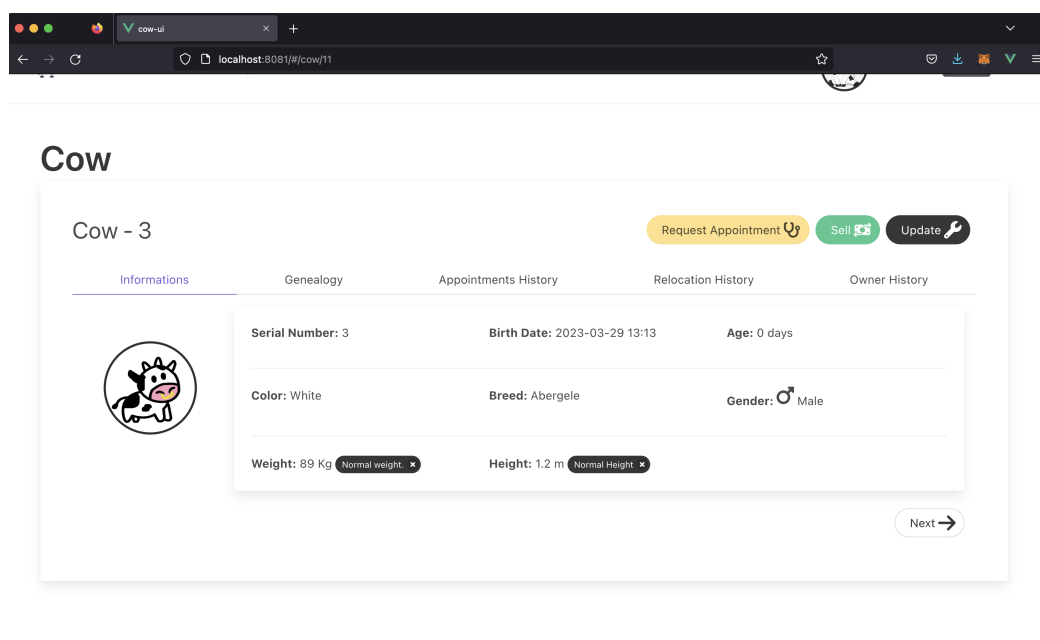 cow-ui
localhost:8081/#/cow/11
Cow
Cow - 3
Request Appointment
Sell
Update
Informations
Genealogy
Appointments History
Relocation History
Owner History
Serial Number: 3
Birth Date: 2023-03-29 13:13
Age: 0 days
Color: White
Breed: Abergele
Gender: Male
Weight: 89 Kg Normal weight.
Height: 1.2 m Normal Height
Next